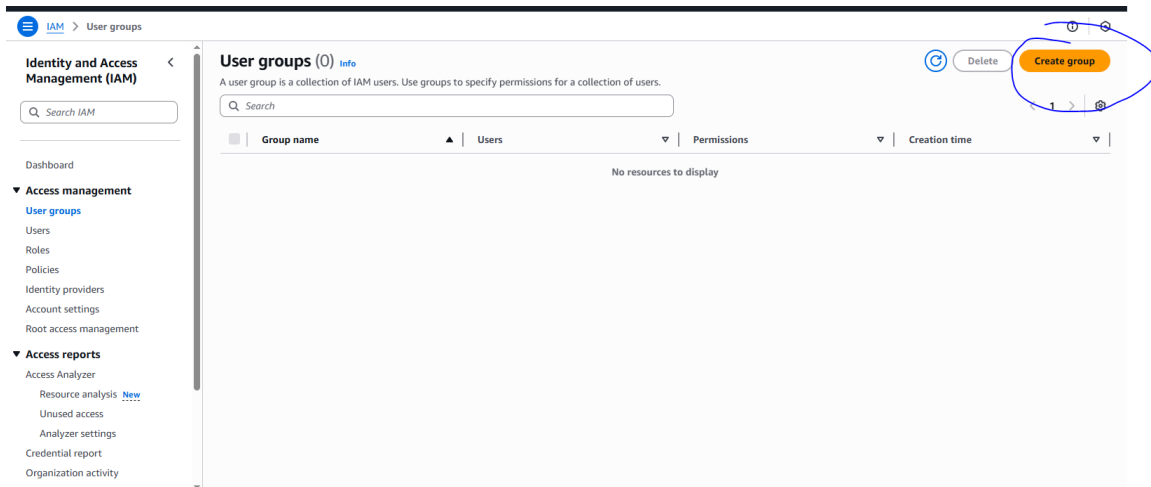 IAM > User groups
Identity and Access Management (IAM)
Search IAM
Dashboard
Access management
User groups
Users
Roles
Policies
Identity providers
Account settings
Root access management
Access reports
Access Analyzer
Resource analysis New
Unused access
Analyzer settings
Credential report
Organization activity
User groups (0) Info
Delete
Create group
A user group is a collection of IAM users. Use groups to specify permissions for a collection of users.
Search
< 1 >
Group name Users Permissions Creation time
No resources to display